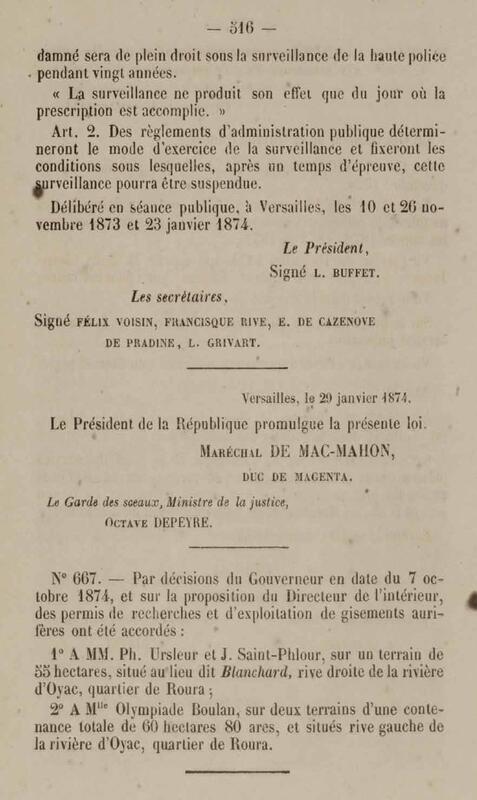 — 516 —
damné sera de plein droit sous la surveillance de la haute police
pendant vingt années.
« La surveillance ne produit son effet que du jour où la
prescription est accomplie. »
Art. 2. Des règlements d'administration publique détermi-
neront le mode d'exercice de la surveillance et fixeront les
conditions sous lesquelles, après un temps d'épreuve, cette
surveillance pourra être suspendue.
Délibéré en séance publique, à Versailles, les 10 et 26 no-
vembre 1873 et 23 janvier 1874.
Le Président,
Signé L. BUFFET.
Les secrétaires,
Signé FÉLIX VOISIN, FRANCISQUE RIVE, E. DE CAZENOVE
DE PRADINE, L. GRIVART.
Versailles, le 29 janvier 1874.
Le Président de la République promulgue la présente loi.
MARÉCHAL DE MAC-MAHON,
DUC DE MAGENTA.
Le Garde des sceaux, Ministre de la justice,
OCTAVE DEPEYRE.
N° 667. — Par décisions du Gouverneur en date du 7 oc-
tobre 1874, et sur la proposition du Directeur de l'intérieur,
des permis de recherches et d'exploitation de gisements auri-
fères ont été accordés :
1° A MM. Ph. Ursleur et J. Saint-Phlour, sur un terrain de
55 hectares, situé au lieu dit Blanchard, rive droite de la rivière
d'Oyac, quartier de Roura ;
2° A Mlle Olympiade Boulan, sur deux terrains d'une conte-
nance totale de 60 hectares 80 ares, et situés rive gauche de
la rivière d'Oyac, quartier de Roura.